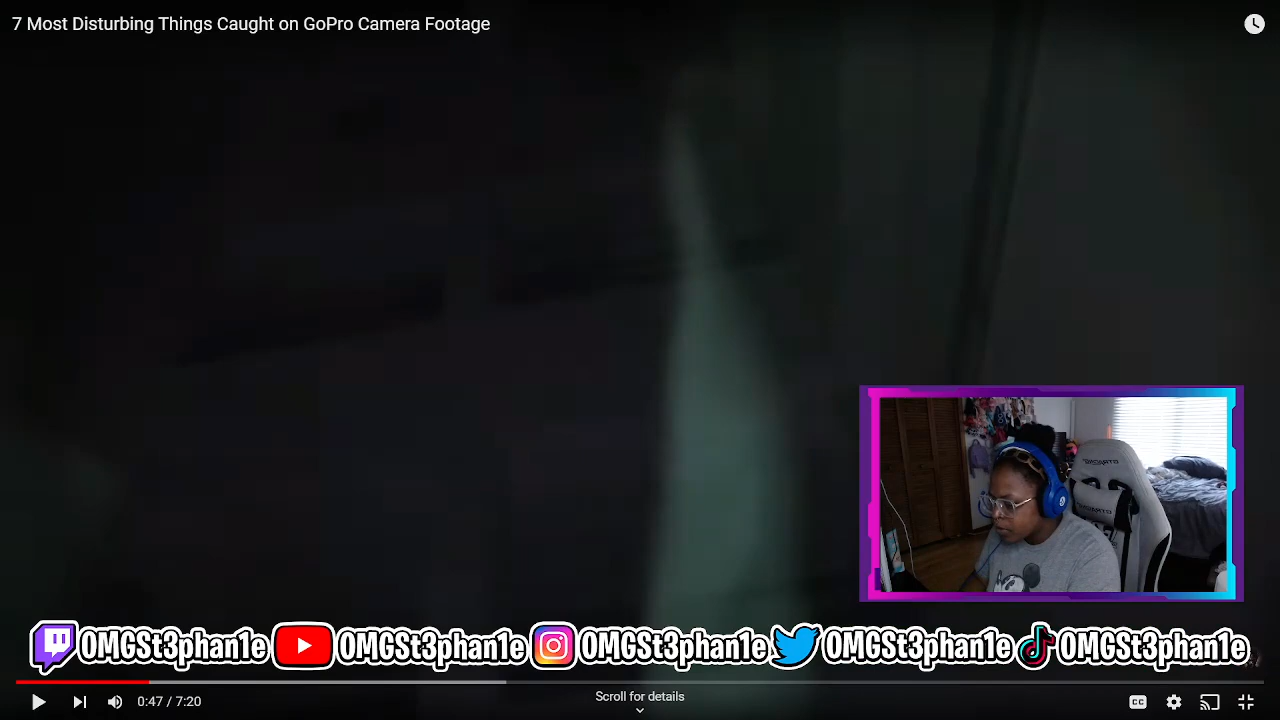 7 Most Disturbing Things Caught on GoPro Camera Footage
OMGSt3phan1e OMGSt3phan1e OMGSt3phan1e OMGSt3phan1e OMGSt3phan1e
0:47 / 7:20
Scroll for details
CC